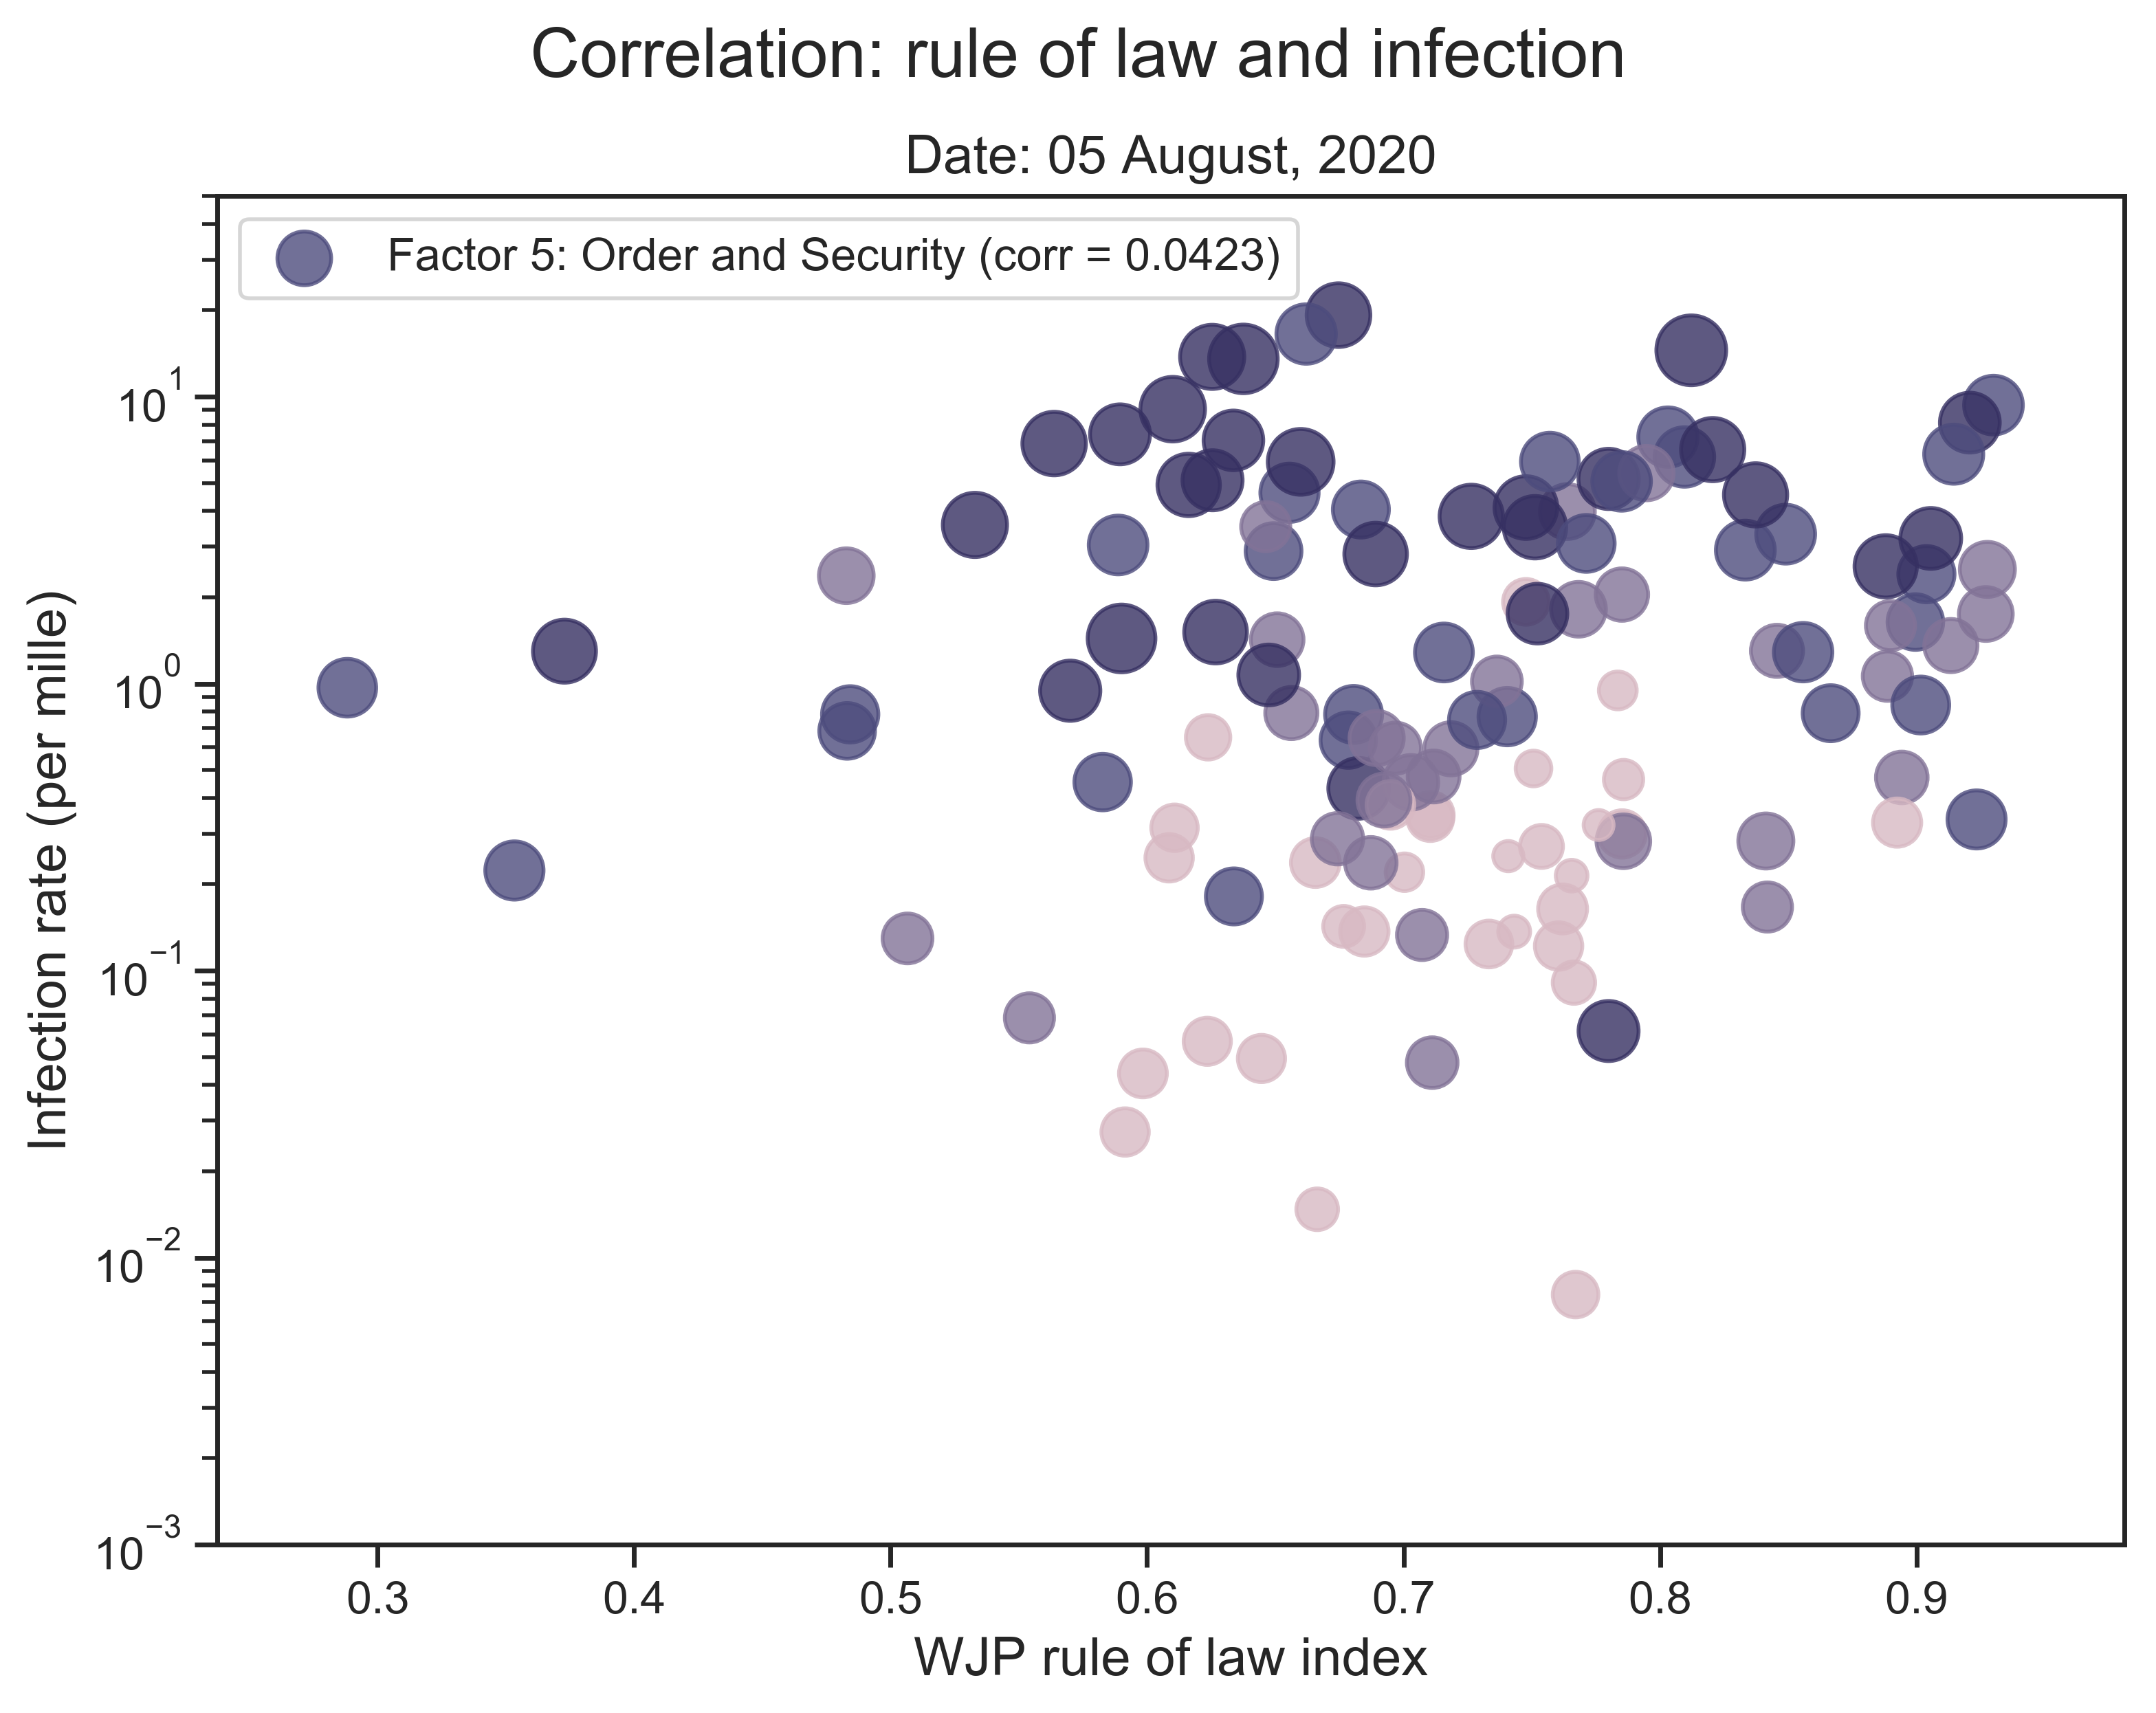 Correlation: rule of law and infection
Date: 05 August, 2020
Factor 5: Order and Security (corr = 0.0423)
Infection rate (per mille)
10^1
10^0
10^−1
10^−2
10^−3
0.3 0.4 0.5 0.6 0.7 0.8 0.9
WJP rule of law index